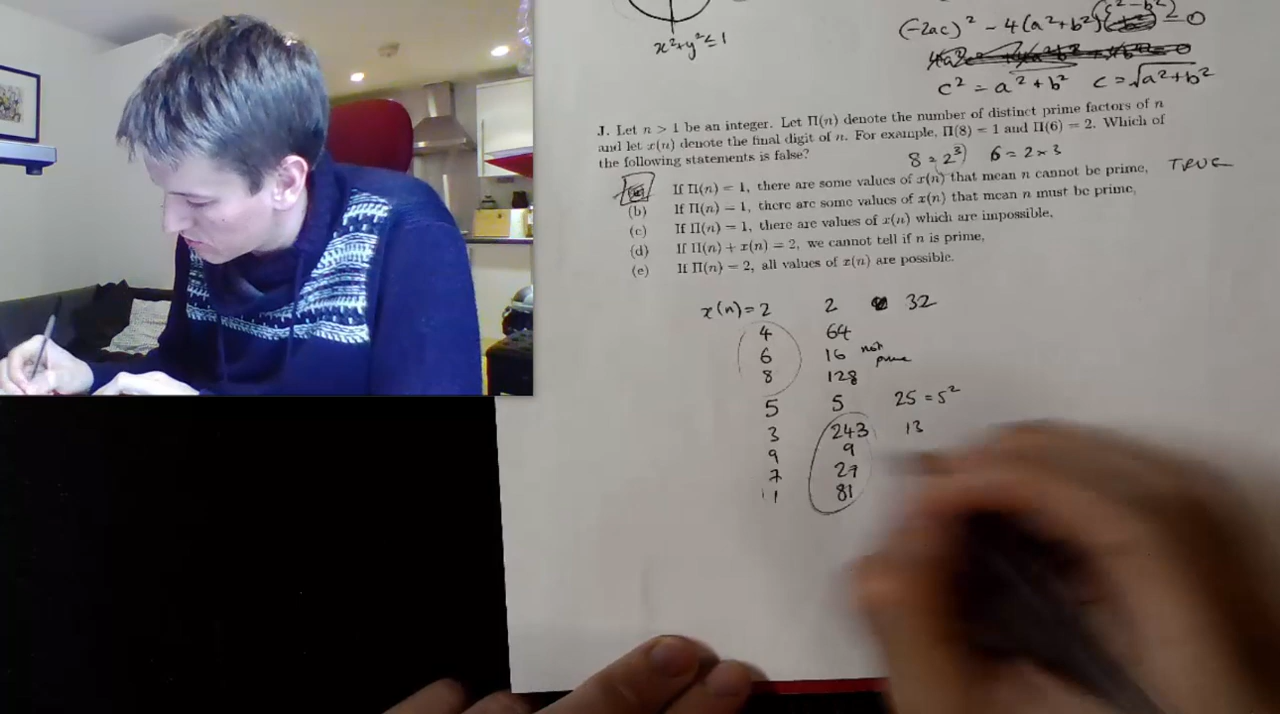 x²+y²≤1
(-2ac)² - 4(a²+b²)(c²-b²) ≥ 0
c² = a² + b² c = √a²+b²
J. Let n > 1 be an integer. Let Π(n) denote the number of distinct prime factors of n
and let x(n) denote the final digit of n. For example, Π(8) = 1 and Π(6) = 2. Which of
the following statements is false?
8 = 2³) 6 = 2×3
If Π(n) = 1, there are some values of x(n) that mean n cannot be prime, TRUE
(b) If Π(n) = 1, there are some values of x(n) that mean n must be prime,
(c) If Π(n) = 1, there are values of x(n) which are impossible,
(d) If Π(n) + x(n) = 2, we cannot tell if n is prime,
(e) If Π(n) = 2, all values of x(n) are possible.
x(n) = 2 2 32
4 64
6 16 not prime
8 128
5 5 25 = 5²
3 243 13
9 9
7 27
1 81